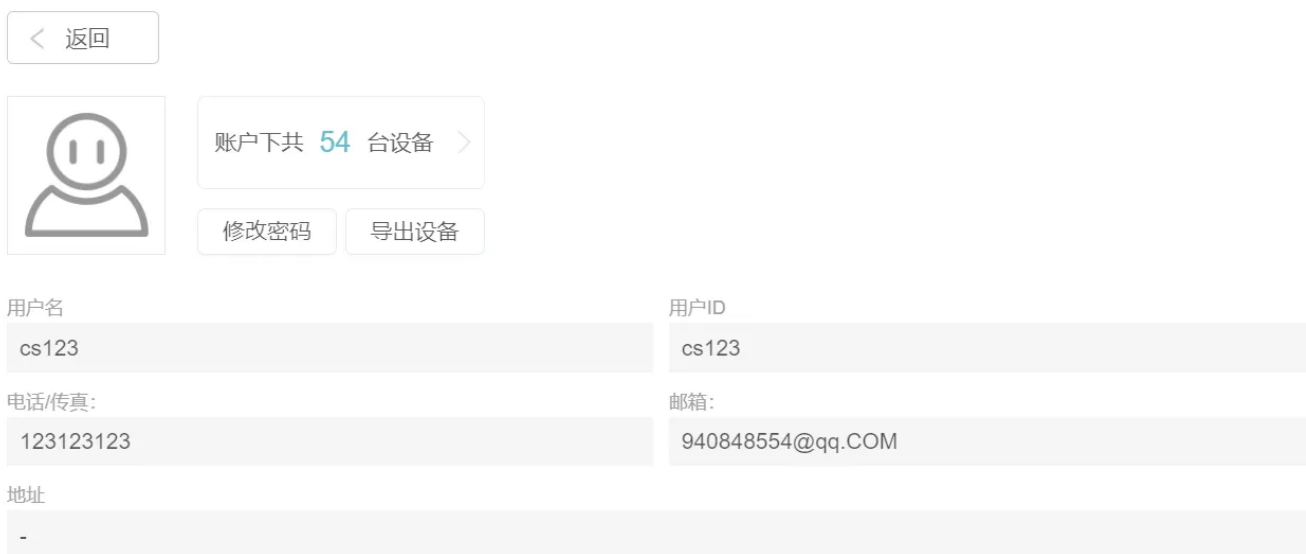 返回
账户下共 54 台设备
修改密码 导出设备
用户名 用户ID
cs123 cs123
电话/传真: 邮箱:
123123123 940848554@qq.COM
地址
-